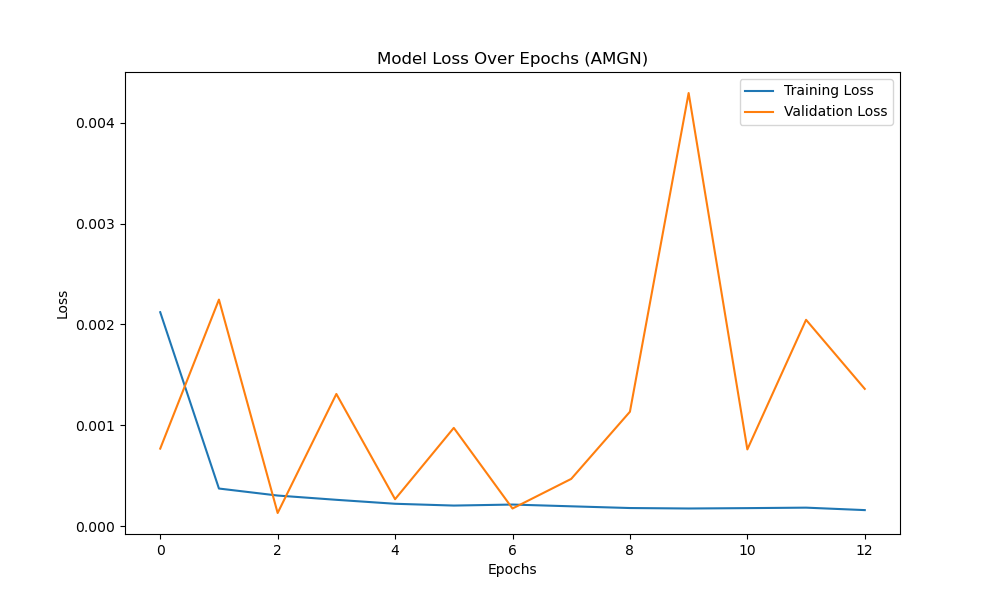 Model Loss Over Epochs (AMGN)
Training Loss
Validation Loss
0.004
0.003
0.002
0.001
0.000
Loss
0 2 4 6 8 10 12
Epochs